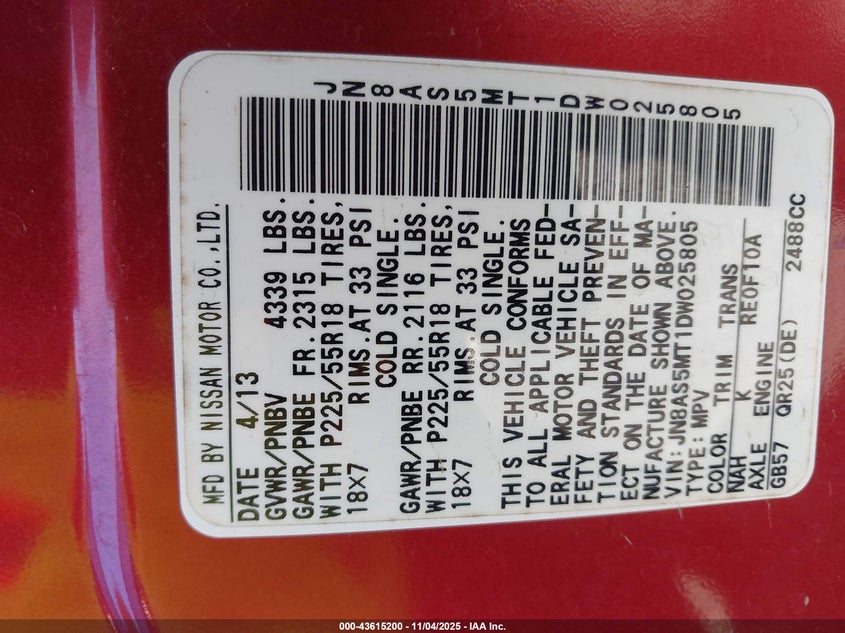 MFD BY NISSAN MOTOR CO.,LTD.
JN8AS5MT1DW025805
DATE 4/13
GVWR/PNBV 4339 LBS.
GAWR/PNBE FR.2315 LBS.
WITH P225/55R18 TIRES,
18X7 RIMS.AT 33 PSI
COLD SINGLE.
GAWR/PNBE RR.2116 LBS.
WITH P225/55R18 TIRES,
18X7 RIMS.AT 33 PSI
COLD SINGLE.
THIS VEHICLE CONFORMS
TO ALL APPLICABLE FED-
ERAL MOTOR VEHICLE SA-
FETY AND THEFT PREVEN-
TION STANDARDS IN EFF-
ECT ON THE DATE OF MA-
NUFACTURE SHOWN ABOVE.
VIN:JN8AS5MT1DW025805
TYPE:MPV
COLOR TRIM TRANS
NAH K RE0F10A
AXLE ENGINE
GB57 QR25(DE) 2488CC
000-43615200 - 11/04/2025 - IAA Inc.